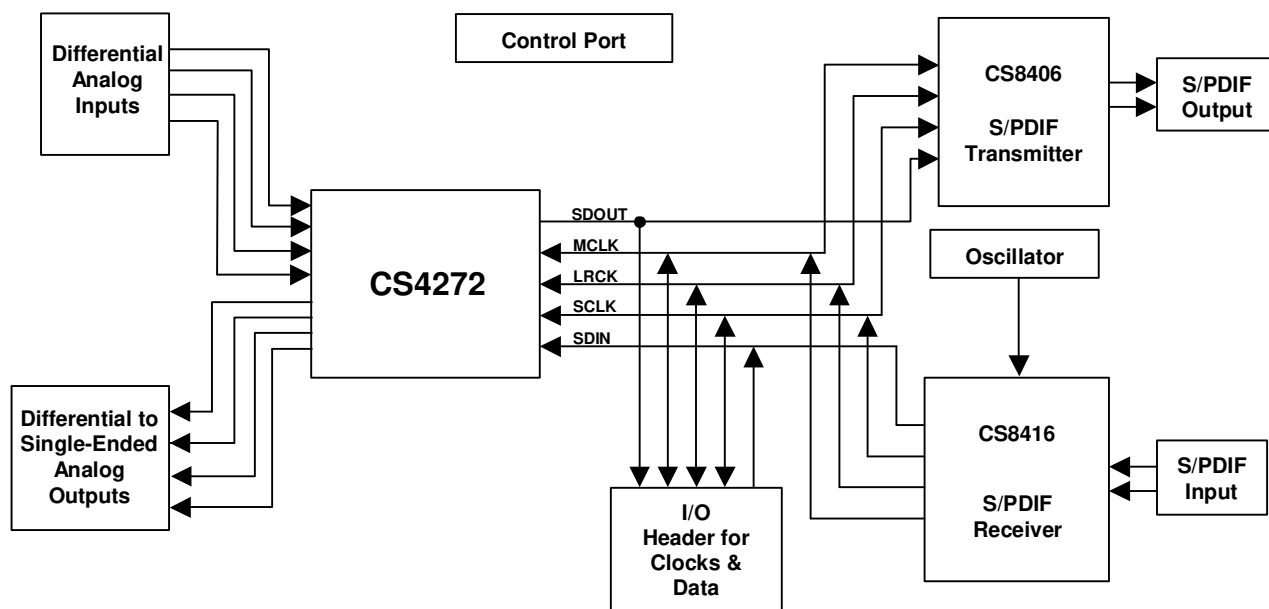 Differential
Analog
Inputs
Control Port
CS8406
S/PDIF
Transmitter
S/PDIF
Output
CS4272
SDOUT
MCLK
LRCK
SCLK
SDIN
Oscillator
Differential to
Single-Ended
Analog
Outputs
I/O
Header for
Clocks &
Data
CS8416
S/PDIF
Receiver
S/PDIF
Input